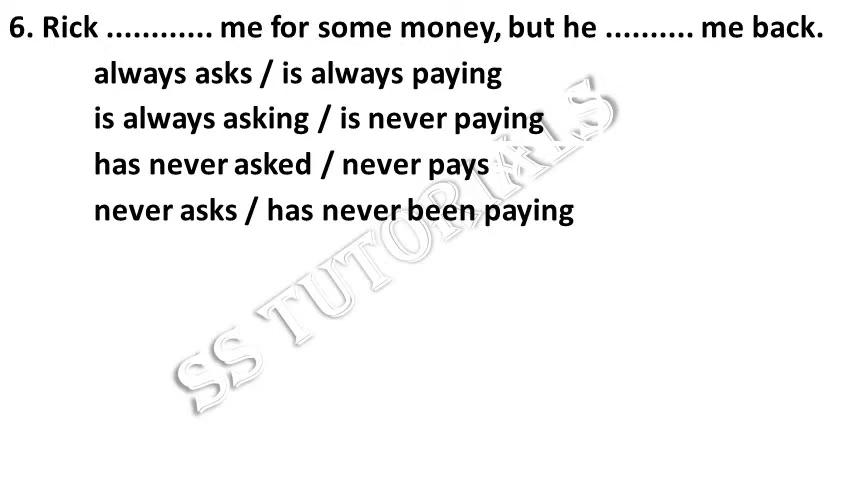 6. Rick ............ me for some money, but he .......... me back.
always asks / is always paying
is always asking / is never paying
has never asked / never pays
never asks / has never been paying
SS TUTORIALS